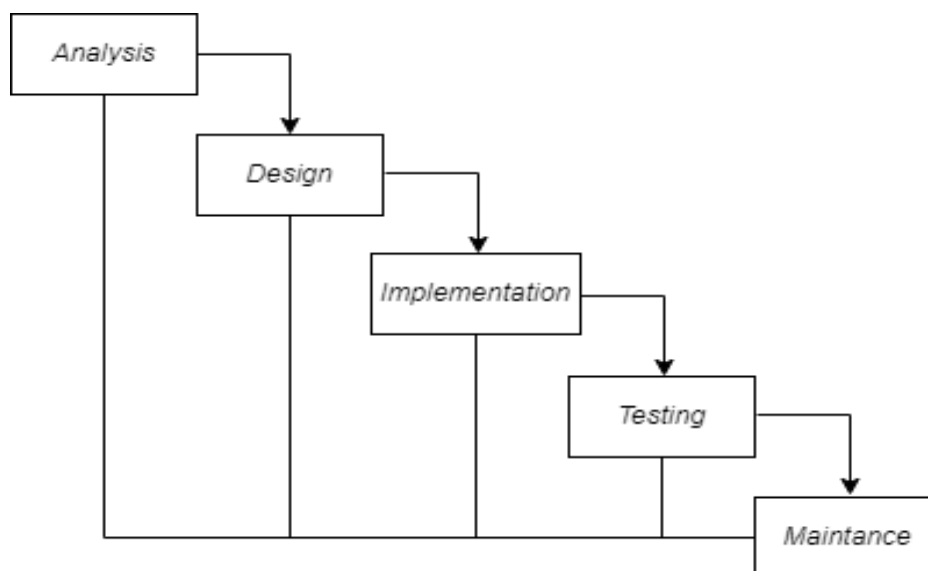 Analysis
Design
Implementation
Testing
Maintance